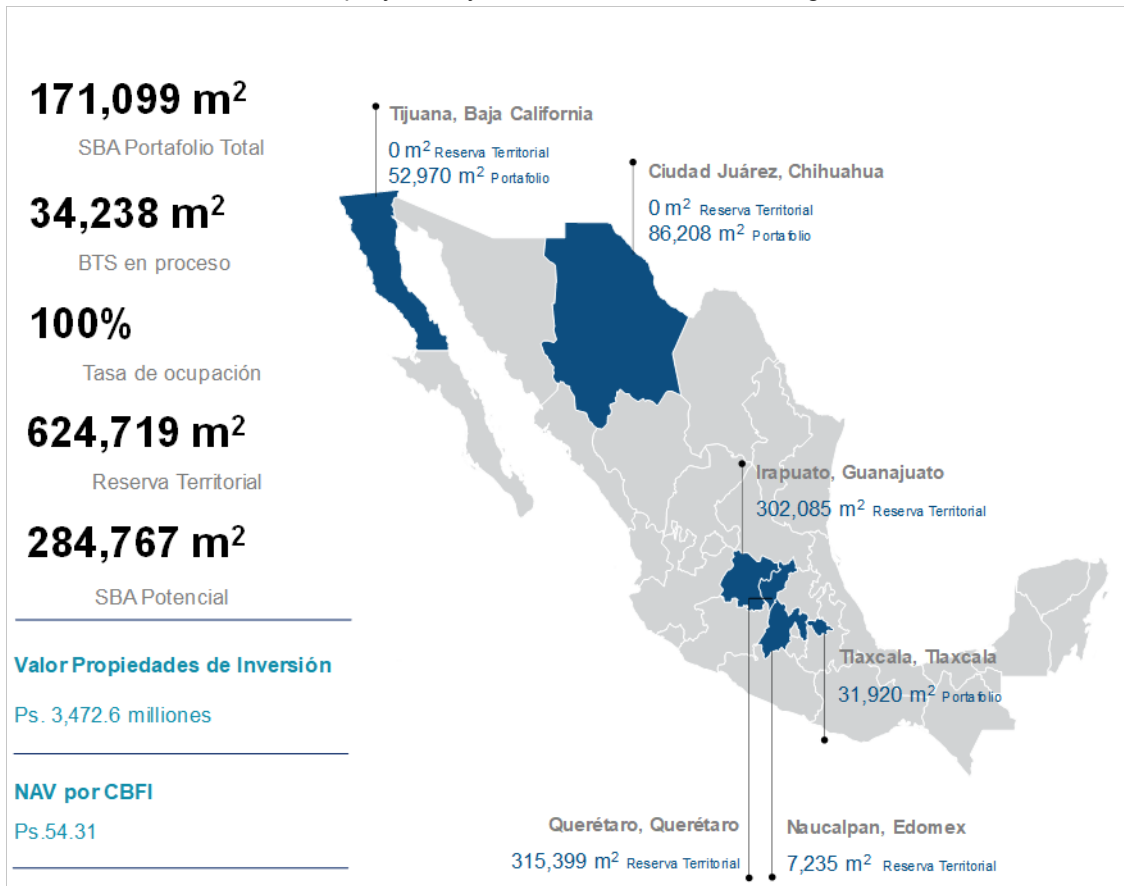 171,099 m²
SBA Portafolio Total
34,238 m²
BTS en proceso
100%
Tasa de ocupación
624,719 m²
Reserva Territorial
284,767 m²
SBA Potencial
Valor Propiedades de Inversión
Ps. 3,472.6 milliones
NAV por CBFI
Ps.54.31
Tijuana, Baja California
0 m² Reserva Territorial
52,970 m² Portafolio
Ciudad Juárez, Chihuahua
0 m² Reserva Territorial
86,208 m² Portafolio
Irapuato, Guanajuato
302,085 m² Reserva Territorial
Tlaxcala, Tlaxcala
31,920 m² Portafolio
Querétaro, Querétaro
315,399 m² Reserva Territorial
Naucalpan, Edomex
7,235 m² Reserva Territorial